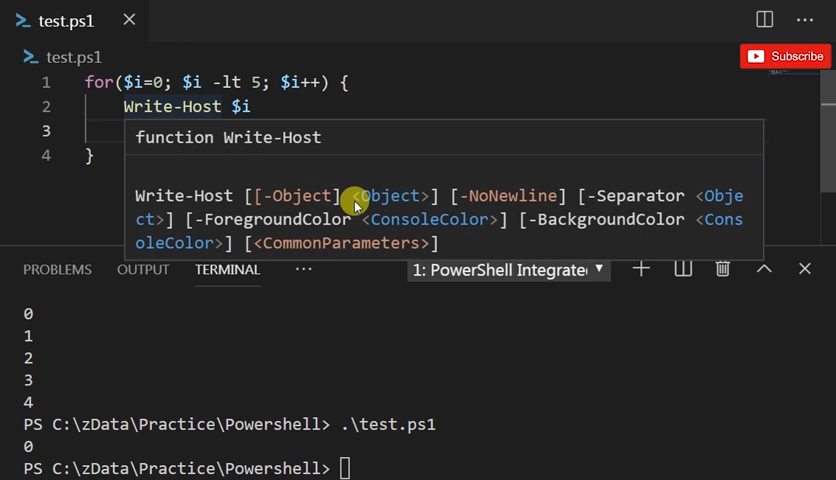 test.ps1
Subscribe
test.ps1
1 for($i=0; $i -lt 5; $i++) {
2 Write-Host $i
3
4 }
function Write-Host
Write-Host [[-Object] <Object>] [-NoNewline] [-Separator <Obje
ct>] [-ForegroundColor <ConsoleColor>] [-BackgroundColor <Cons
oleColor>] [<CommonParameters>]
PROBLEMS OUTPUT TERMINAL ··· 1: PowerShell Integrate
0
1
2
3
4
PS C:\zData\Practice\Powershell> .\test.ps1
0
PS C:\zData\Practice\Powershell>